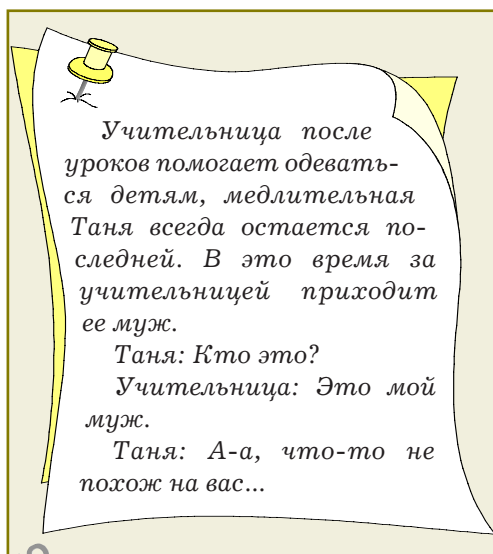 Учительница после
уроков помогает одевать-
ся детям, медлительная
Таня всегда остается по-
следней. В это время за
учительницей приходит
ее муж.
Таня: Кто это?
Учительница: Это мой
муж.
Таня: А-а, что-то не
похож на вас...